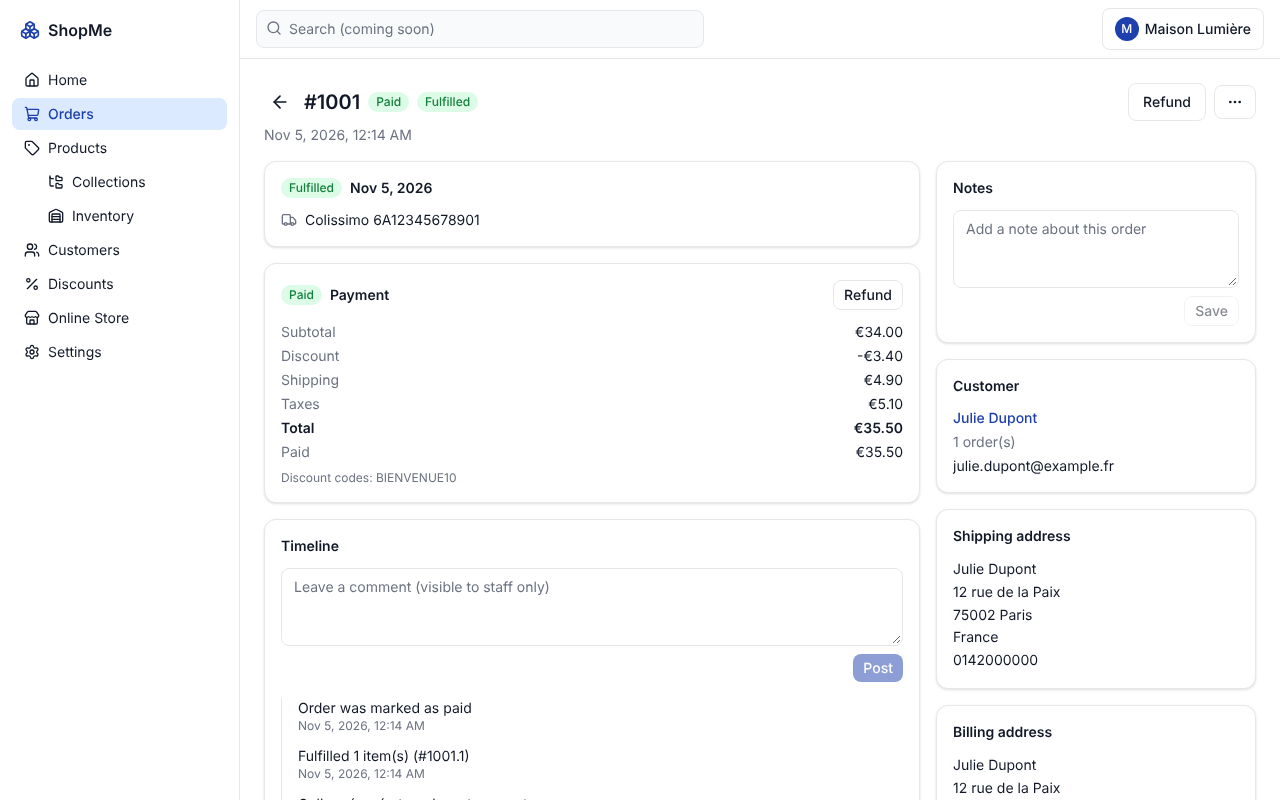 ShopMe
Search (coming soon)
M Maison Lumière
Home
Orders
Products
Collections
Inventory
Customers
Discounts
Online Store
Settings
#1001 Paid Fulfilled
Refund
Nov 5, 2026, 12:14 AM
Fulfilled Nov 5, 2026
Colissimo 6A12345678901
Paid Payment Refund
Subtotal €34.00
Discount -€3.40
Shipping €4.90
Taxes €5.10
Total €35.50
Paid €35.50
Discount codes: BIENVENUE10
Timeline
Leave a comment (visible to staff only)
Post
Order was marked as paid
Nov 5, 2026, 12:14 AM
Fulfilled 1 item(s) (#1001.1)
Nov 5, 2026, 12:14 AM
Notes
Add a note about this order
Save
Customer
Julie Dupont
1 order(s)
julie.dupont@example.fr
Shipping address
Julie Dupont
12 rue de la Paix
75002 Paris
France
0142000000
Billing address
Julie Dupont
12 rue de la Paix